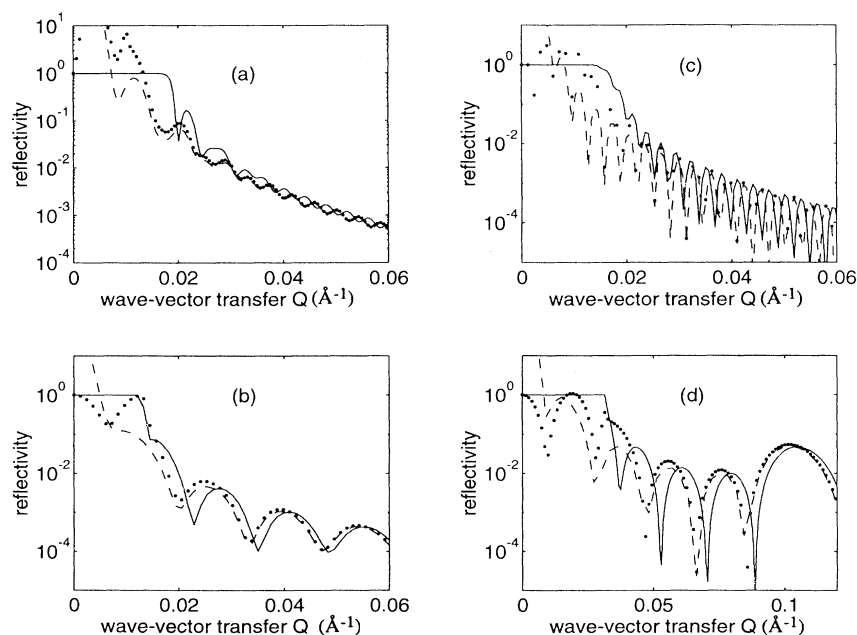 (a)
reflectivity
10^1
10^0
10^-1
10^-2
10^-3
10^-4
0 0.02 0.04 0.06
wave-vector transfer Q (Å^-1)
(c)
reflectivity
10^0
10^-2
10^-4
0 0.02 0.04 0.06
wave-vector transfer Q (Å^-1)
(b)
reflectivity
10^0
10^-2
10^-4
0 0.02 0.04 0.06
wave-vector transfer Q (Å^-1)
(d)
reflectivity
10^0
10^-2
10^-4
0 0.05 0.1
wave-vector transfer Q (Å^-1)